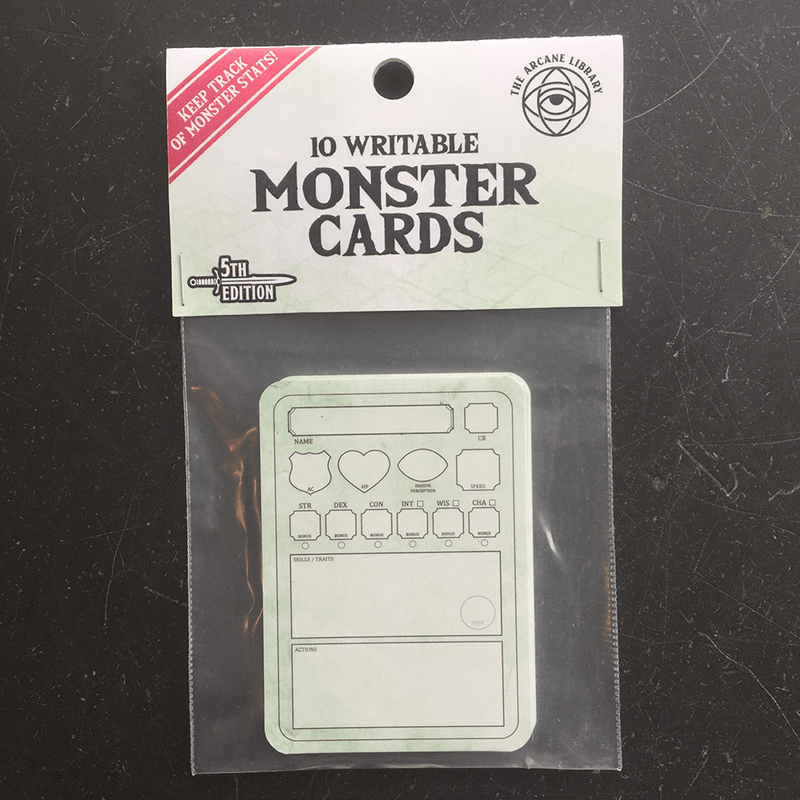 KEEP TRACK
OF MONSTER STATS!
THE ARCANE LIBRARY
10 WRITABLE
MONSTER
CARDS
5TH
EDITION
NAME
CR
AC
HP
PASSIVE
PERCEPTION
SPEED
STR DEX CON INT WIS CHA
BONUS BONUS BONUS BONUS BONUS BONUS
SKILLS / TRAITS
PROF
ACTIONS